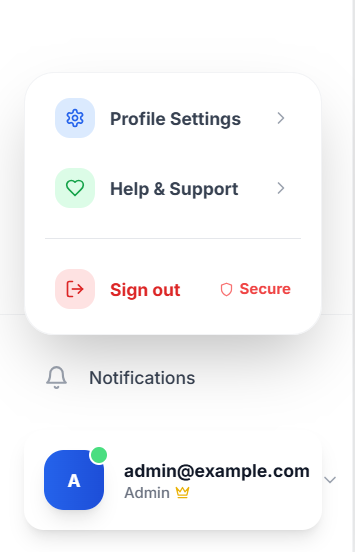 Profile Settings
Help & Support
Sign out
Secure
Notifications
A
admin@example.com
Admin